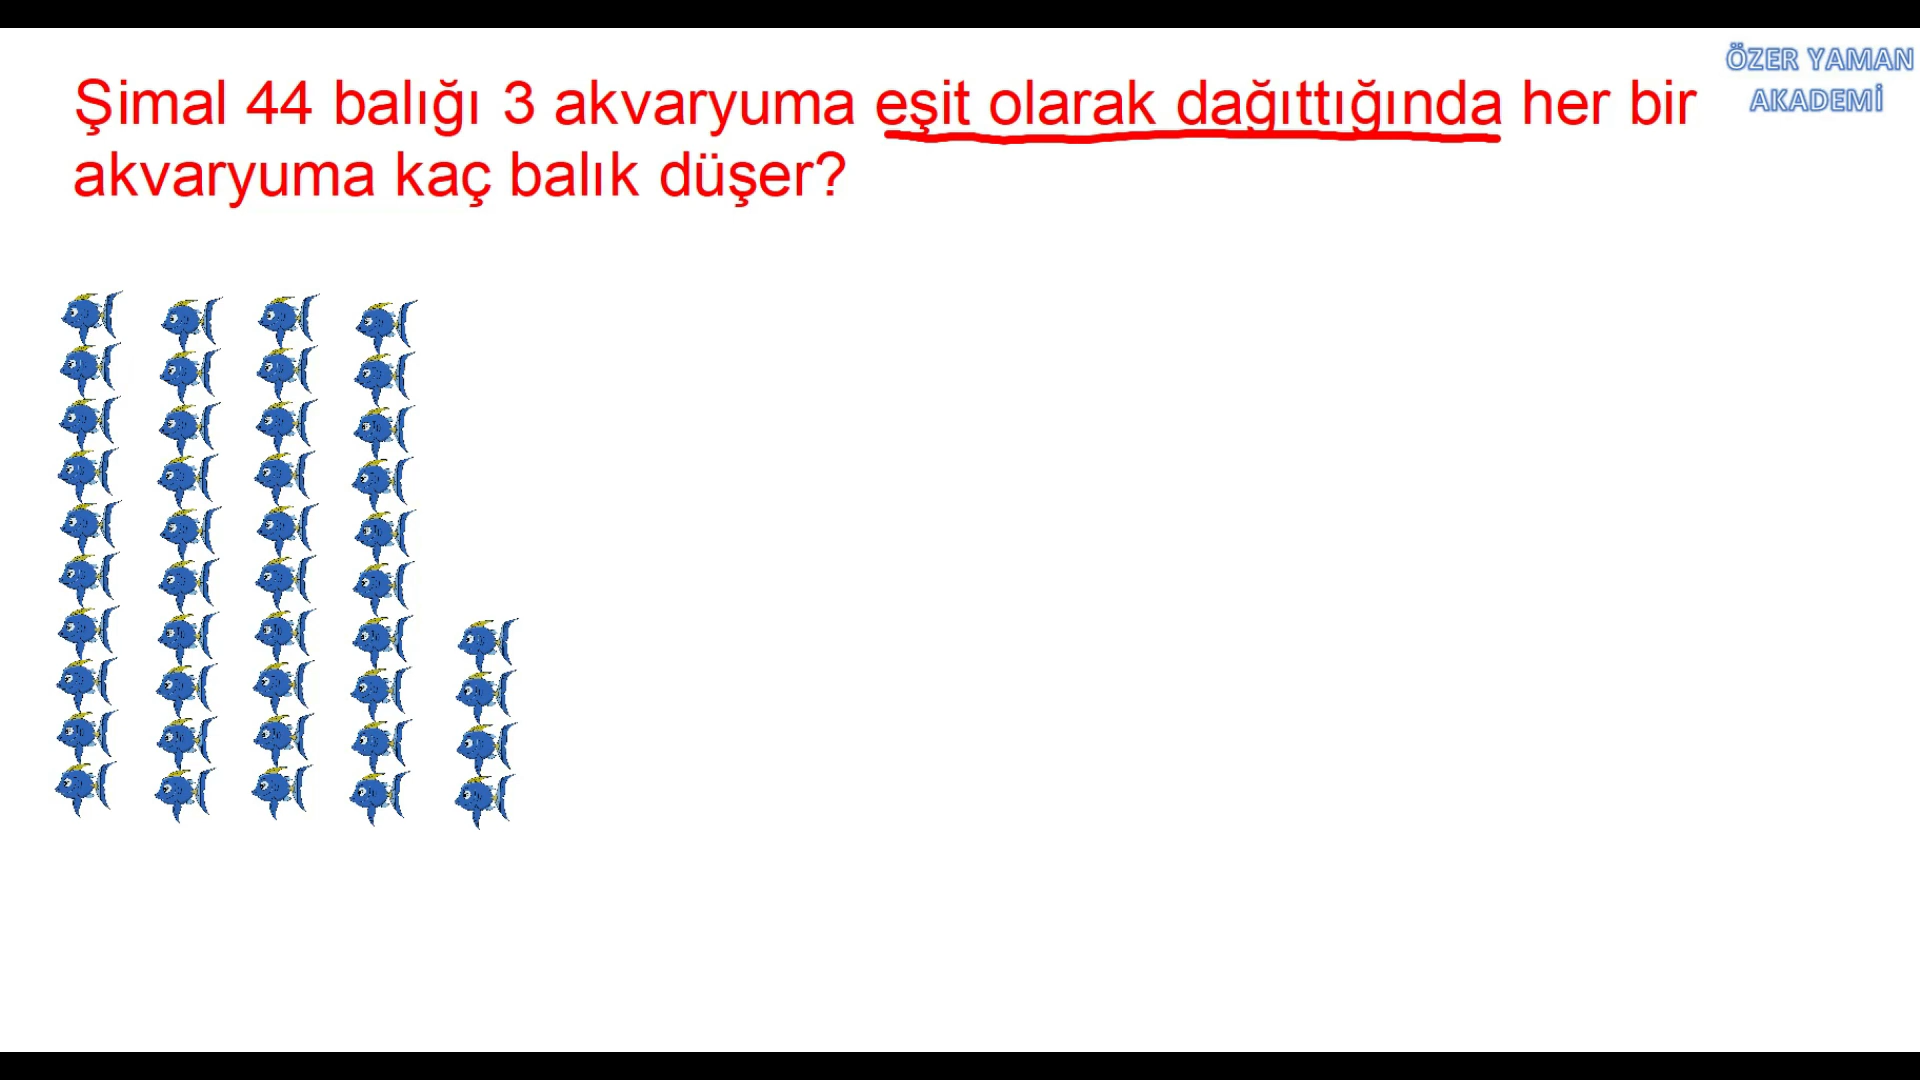 Şimal 44 balığı 3 akvaryuma eşit olarak dağıttığında her bir
akvaryuma kaç balık düşer?
ÖZER YAMAN
AKADEMİ